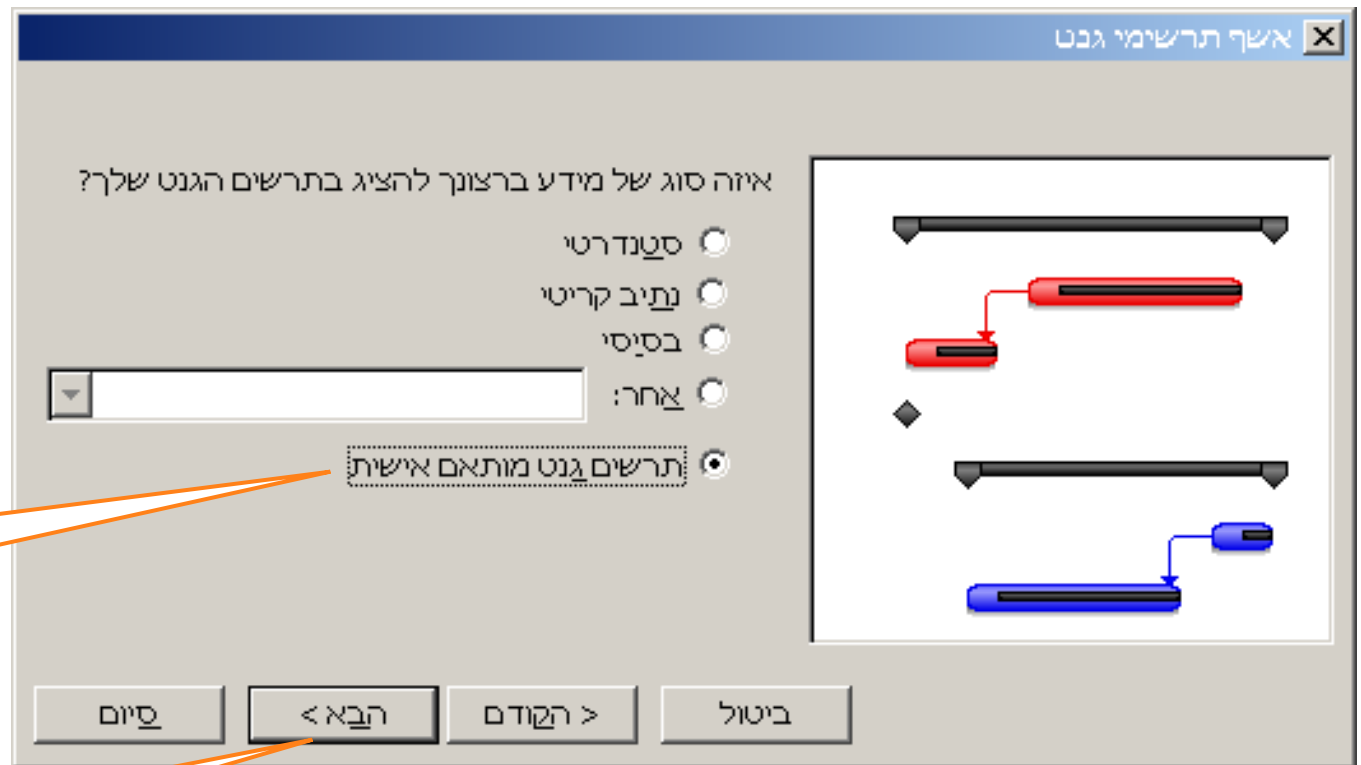 אשף תרשימי גנט
איזה סוג של מידע ברצונך להציג בתרשים הגנט שלך?
סטנדרטי
נתיב קריטי
בסיסי
אחר:
תרשים גנט מותאם אישית
ביטול
< הקודם
הבא >
סיום